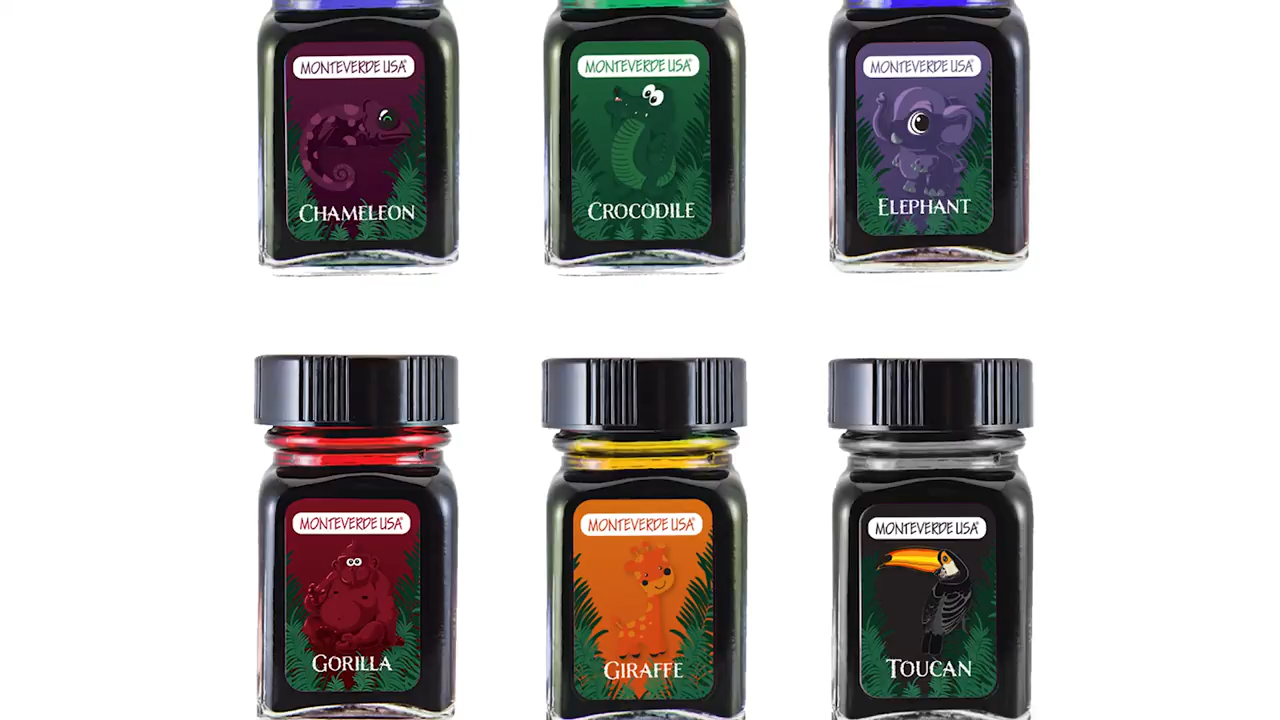 MONTEVERDE USA®
CHAMELEON
MONTEVERDE USA®
CROCODILE
MONTEVERDE USA®
ELEPHANT
MONTEVERDE USA®
GORILLA
MONTEVERDE USA®
GIRAFFE
MONTEVERDE USA®
TOUCAN